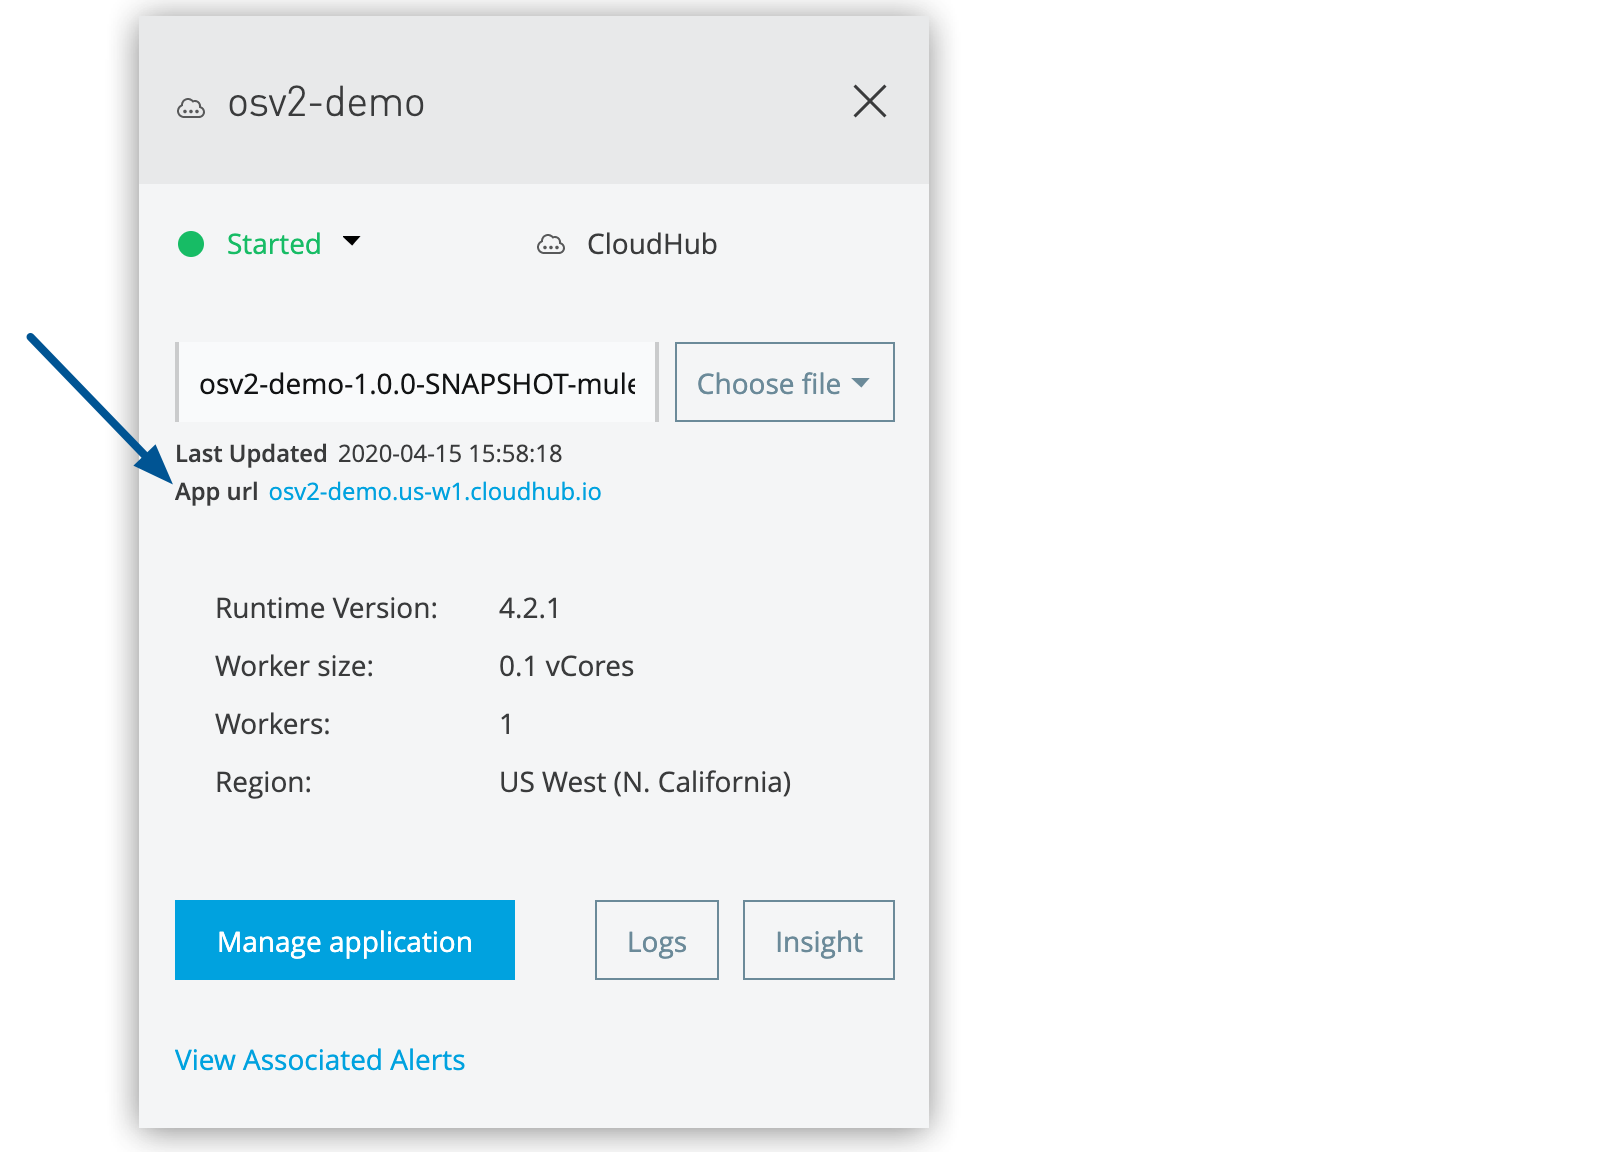 osv2-demo
Started
CloudHub
osv2-demo-1.0.0-SNAPSHOT-mule
Choose file
Last Updated 2020-04-15 15:58:18
App url osv2-demo.us-w1.cloudhub.io
Runtime Version: 4.2.1
Worker size: 0.1 vCores
Workers: 1
Region: US West (N. California)
Manage application
Logs
Insight
View Associated Alerts